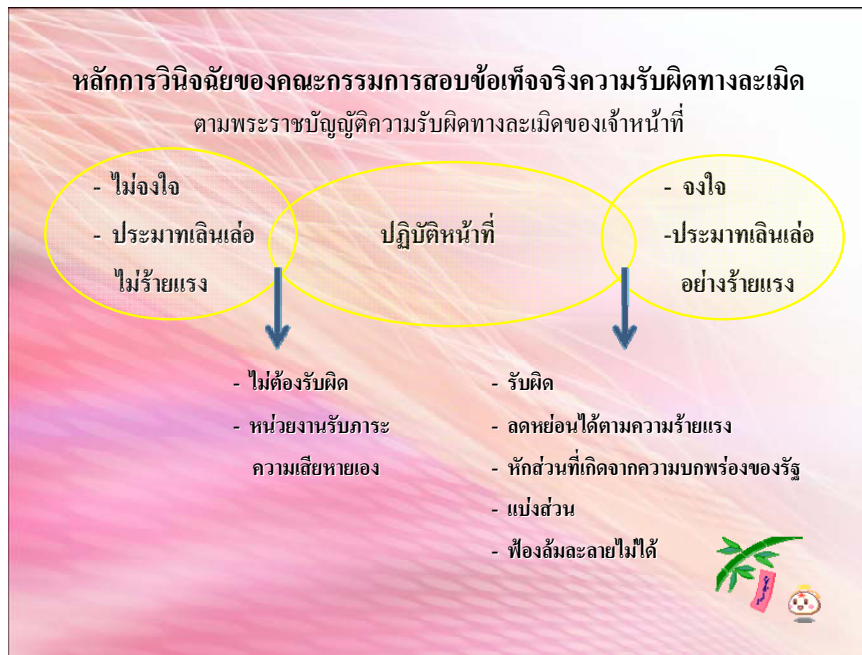 หลักการวินิจฉัยของคณะกรรมการสอบข้อเท็จจริงความรับผิดทางละเมิด
ตามพระราชบัญญัติความรับผิดทางละเมิดของเจ้าหน้าที่
- ไม่จงใจ
- ประมาทเลินเล่อ
ไม่ร้ายแรง
ปฏิบัติหน้าที่
- จงใจ
-ประมาทเลินเล่อ
อย่างร้ายแรง
- ไม่ต้องรับผิด
- หน่วยงานรับภาระ
ความเสียหายเอง
- รับผิด
- ลดหย่อนได้ตามความร้ายแรง
- หักส่วนที่เกิดจากความบกพร่องของรัฐ
- แบ่งส่วน
- ฟ้องล้มละลายไม่ได้